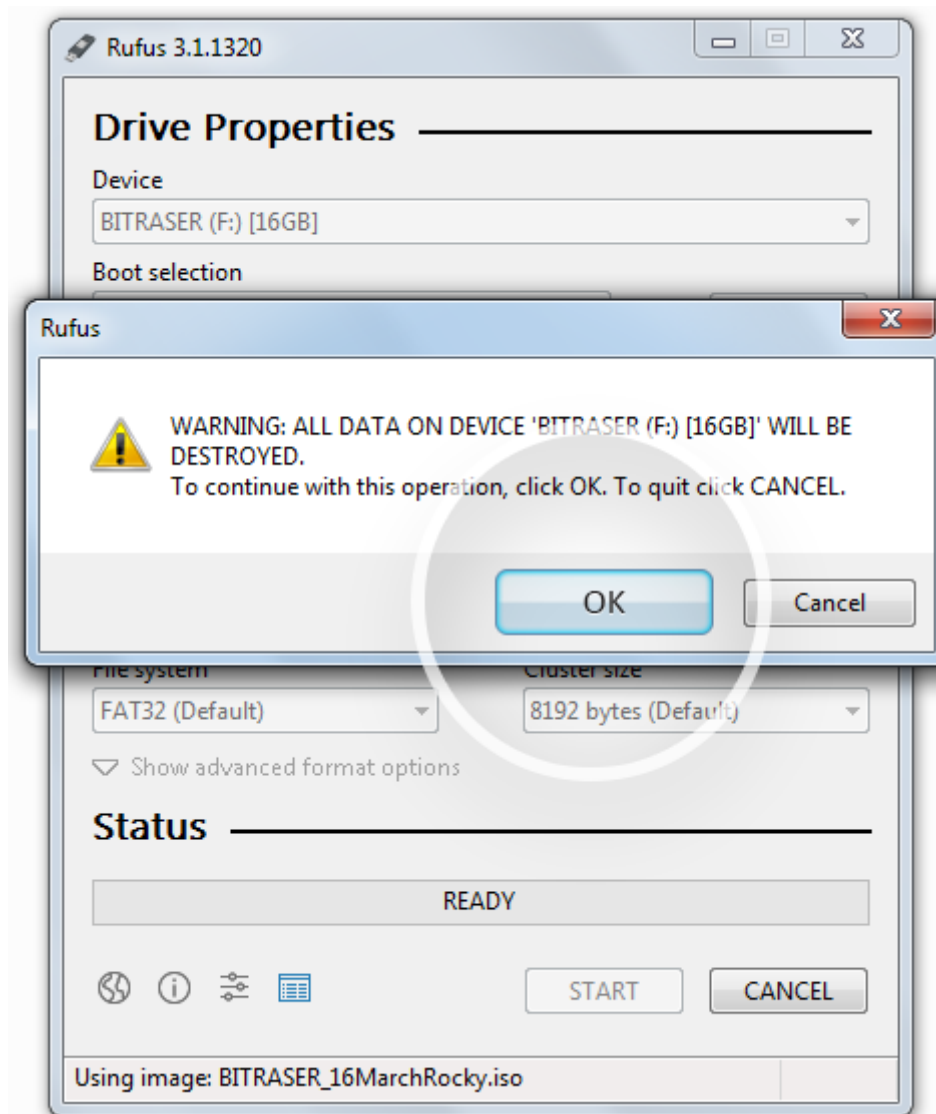 Rufus 3.1.1320
Drive Properties
Device
BITRASER (F:) [16GB]
Boot selection
Rufus
WARNING: ALL DATA ON DEVICE 'BITRASER (F:) [16GB]' WILL BE
DESTROYED.
To continue with this operation, click OK. To quit click CANCEL.
OK Cancel
File system Cluster size
FAT32 (Default) 8192 bytes (Default)
Show advanced format options
Status
READY
START CANCEL
Using image: BITRASER_16MarchRocky.iso